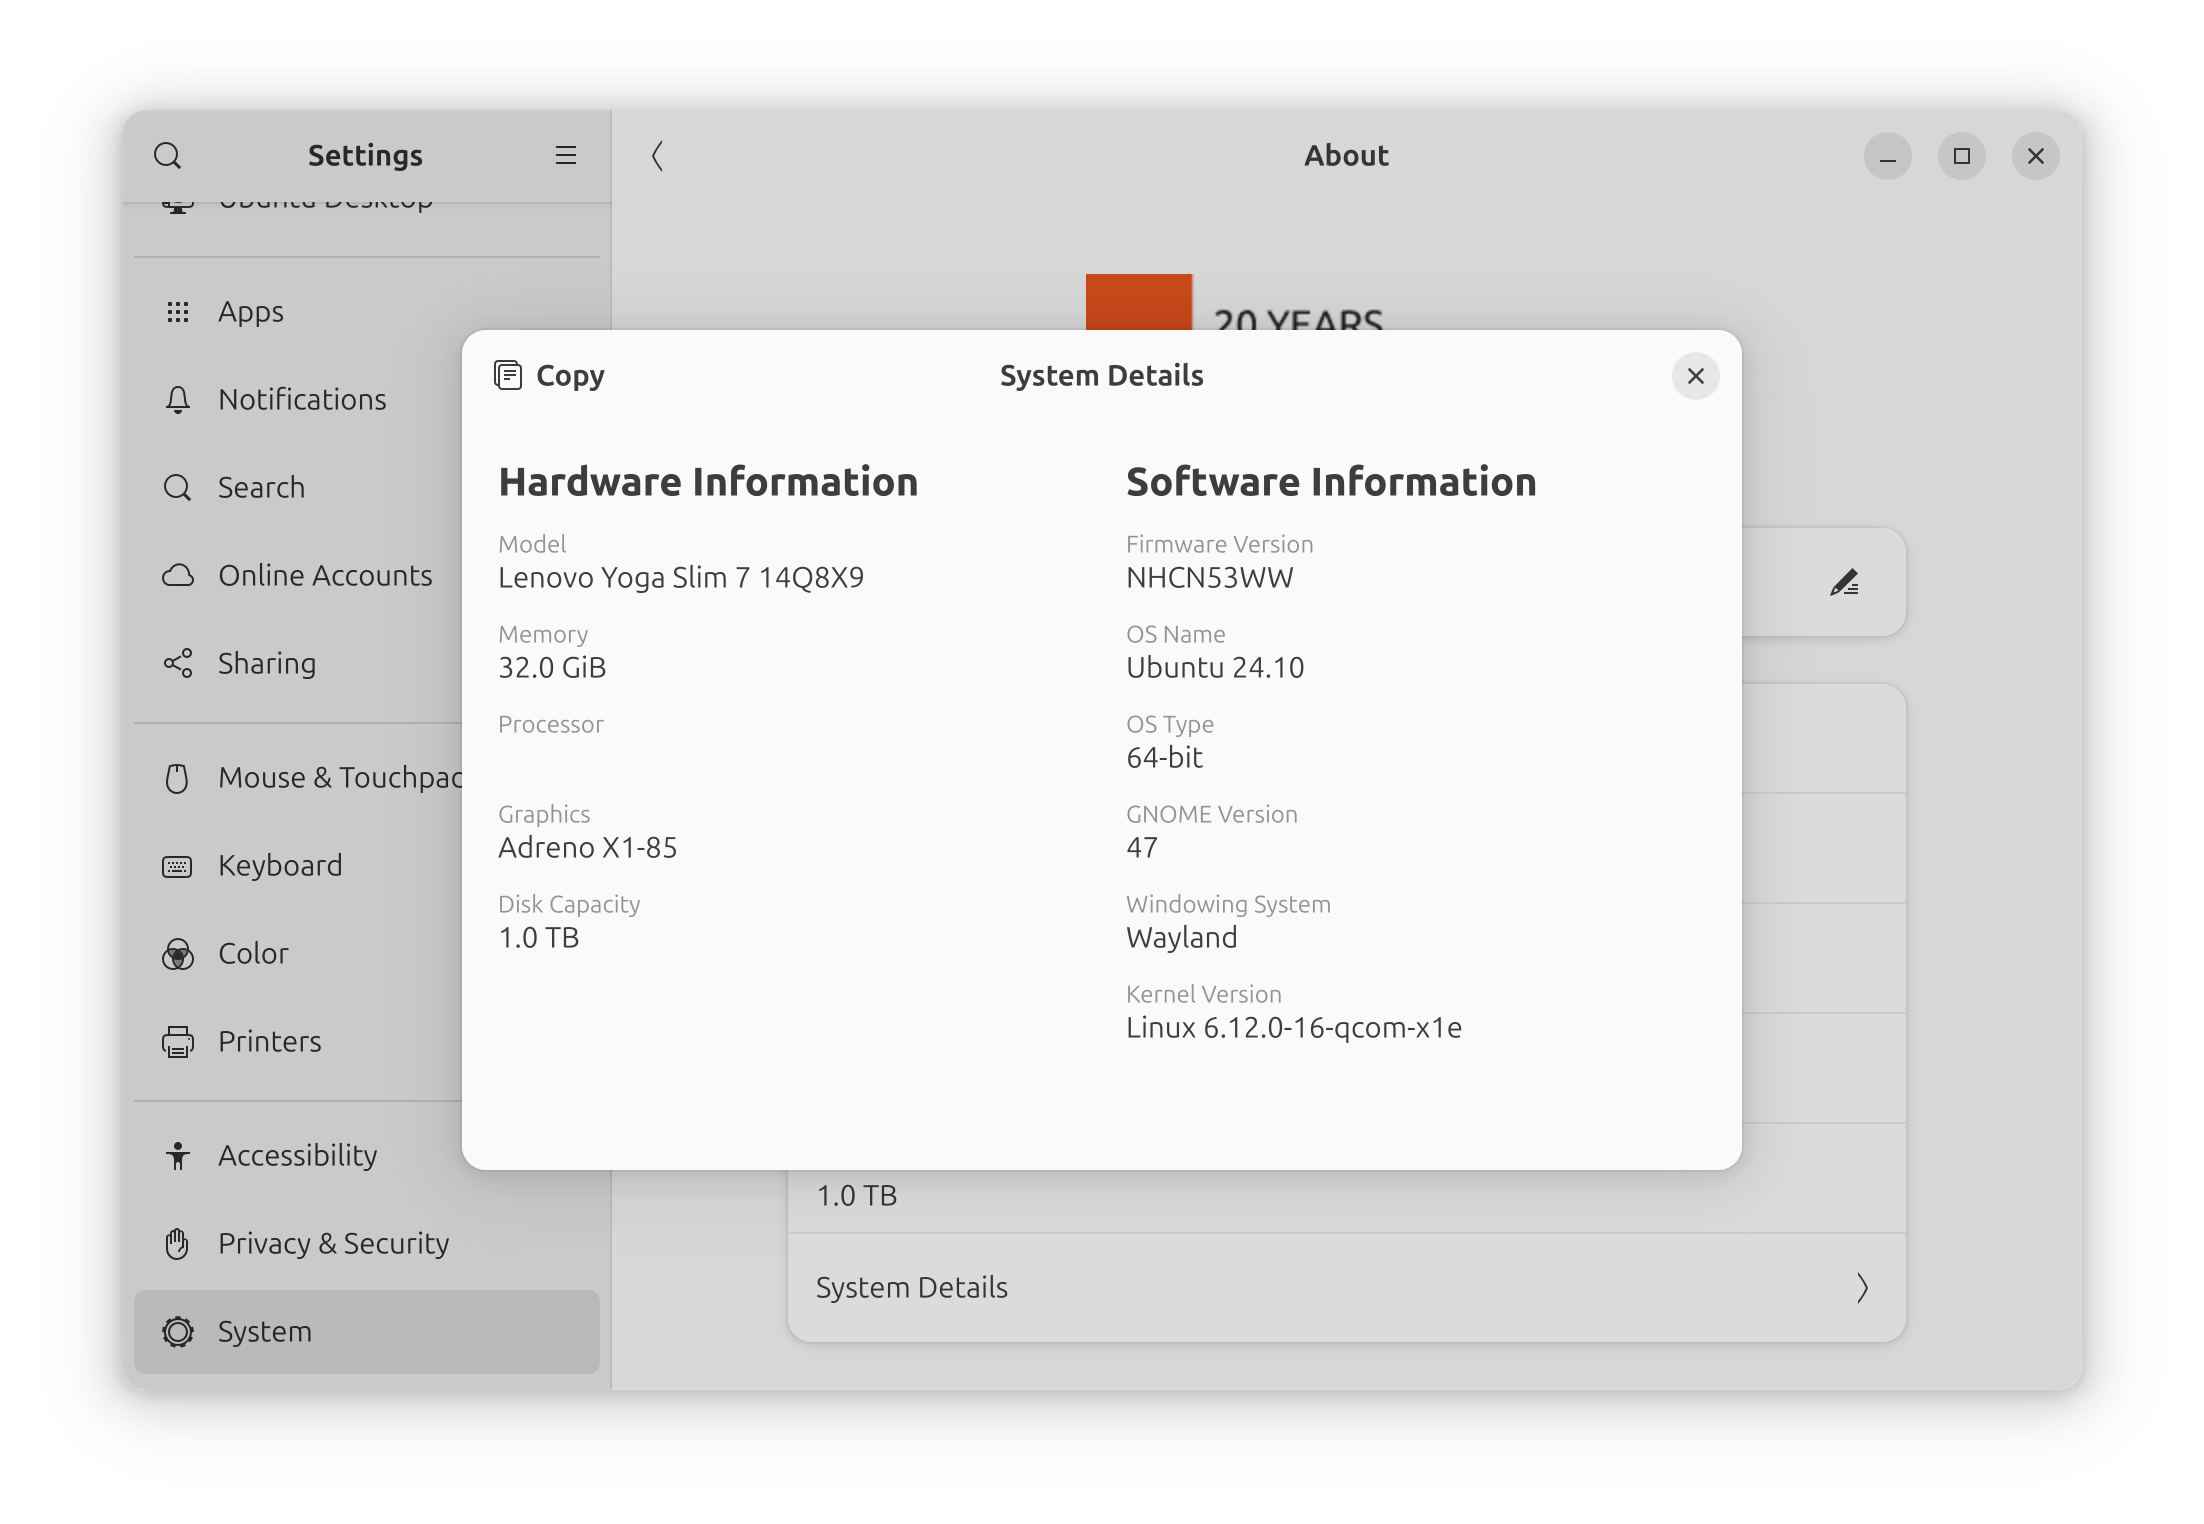 Settings
About
Ubuntu Desktop
Apps
Notifications
Search
Online Accounts
Sharing
Mouse & Touchpad
Keyboard
Color
Printers
Accessibility
Privacy & Security
System
20 YEARS
Copy
System Details
Hardware Information
Model
Lenovo Yoga Slim 7 14Q8X9
Memory
32.0 GiB
Processor
Graphics
Adreno X1-85
Disk Capacity
1.0 TB
Software Information
Firmware Version
NHCN53WW
OS Name
Ubuntu 24.10
OS Type
64-bit
GNOME Version
47
Windowing System
Wayland
Kernel Version
Linux 6.12.0-16-qcom-x1e
1.0 TB
System Details